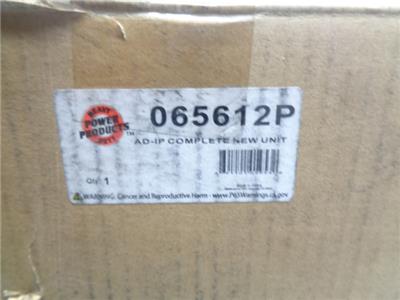 HEAVY
POWER
PRODUCTS™
DUTY
065612P
AD-IP COMPLETE NEW UNIT
Qty: 1
WARNING: Cancer and Reproductive Harm - www.P65Warnings.ca.gov